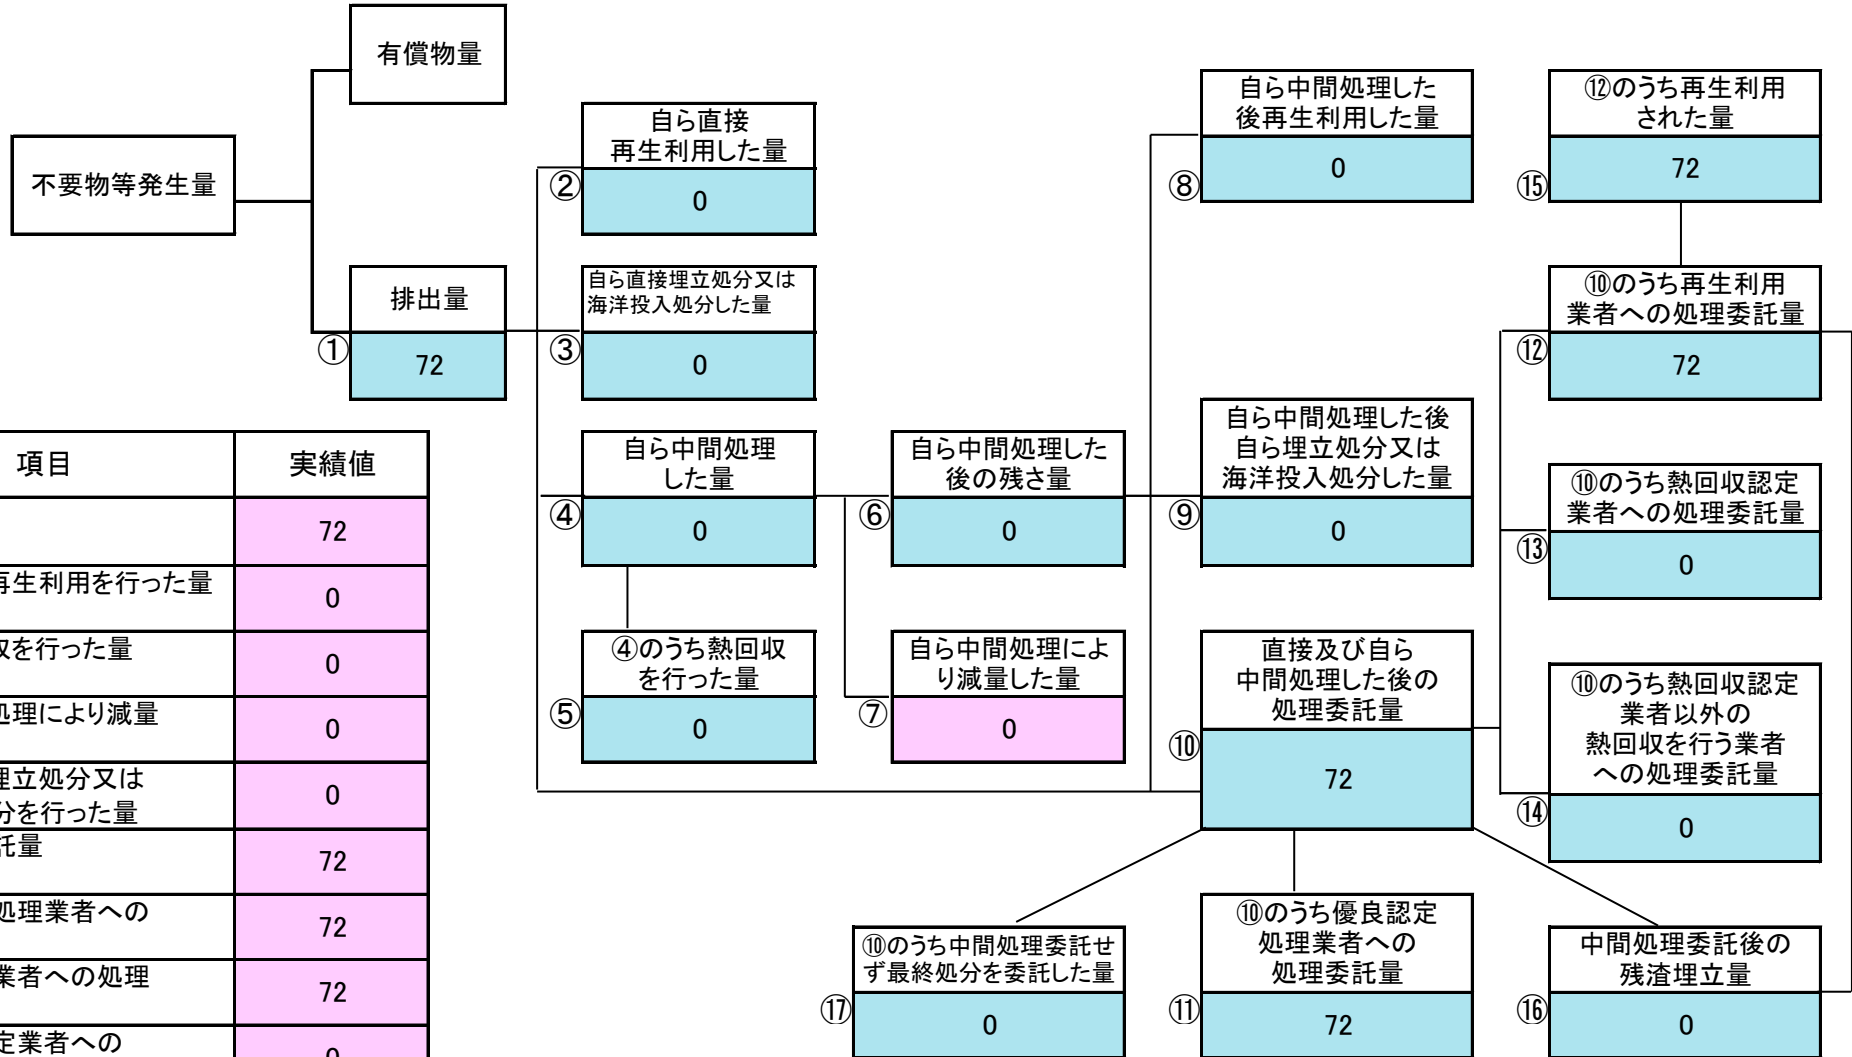 有償物量
不要物等発生量
排出量
①
72
自ら直接
再生利用した量
②
0
自ら直接埋立処分又は
海洋投入処分した量
③
0
自ら中間処理
した量
④
0
④のうち熱回収
を行った量
⑤
0
自ら中間処理した
後の残さ量
⑥
0
自ら中間処理によ
り減量した量
⑦
0
自ら中間処理した
後再生利用した量
⑧
0
自ら中間処理した後
自ら埋立処分又は
海洋投入処分した量
⑨
0
直接及び自ら
中間処理した後の
処理委託量
⑩
72
⑩のうち優良認定
処理業者への
処理委託量
⑪
72
⑩のうち再生利用
業者への処理委託量
⑫
72
⑩のうち熱回収認定
業者への処理委託量
⑬
0
⑩のうち熱回収認定
業者以外の
熱回収を行う業者
への処理委託量
⑭
0
⑫のうち再生利用
された量
⑮
72
中間処理委託後の
残渣埋立量
⑯
0
⑩のうち中間処理委託せ
ず最終処分を委託した量
⑰
0
項目 実績値
72
再生利用を行った量 0
を行った量 0
処理により減量 0
埋立処分又は
分を行った量 0
託量 72
処理業者への 72
業者への処理 72
定業者への 0